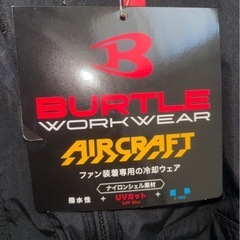 BURTLE
WORKWEAR
AIRCRAFT
ファン装着専用の冷却ウェア
ナイロンシェル素材
撥水性 + UVカット +